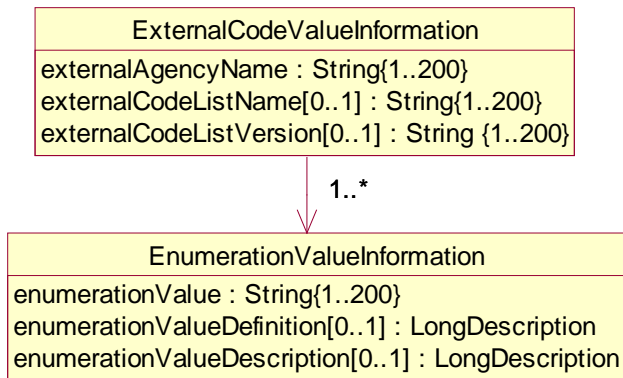 ExternalCodeValueInformation
externalAgencyName : String{1..200}
externalCodeListName[0..1] : String{1..200}
externalCodeListVersion[0..1] : String {1..200}
1..*
EnumerationValueInformation
enumerationValue : String{1..200}
enumerationValueDefinition[0..1] : LongDescription
enumerationValueDescription[0..1] : LongDescription